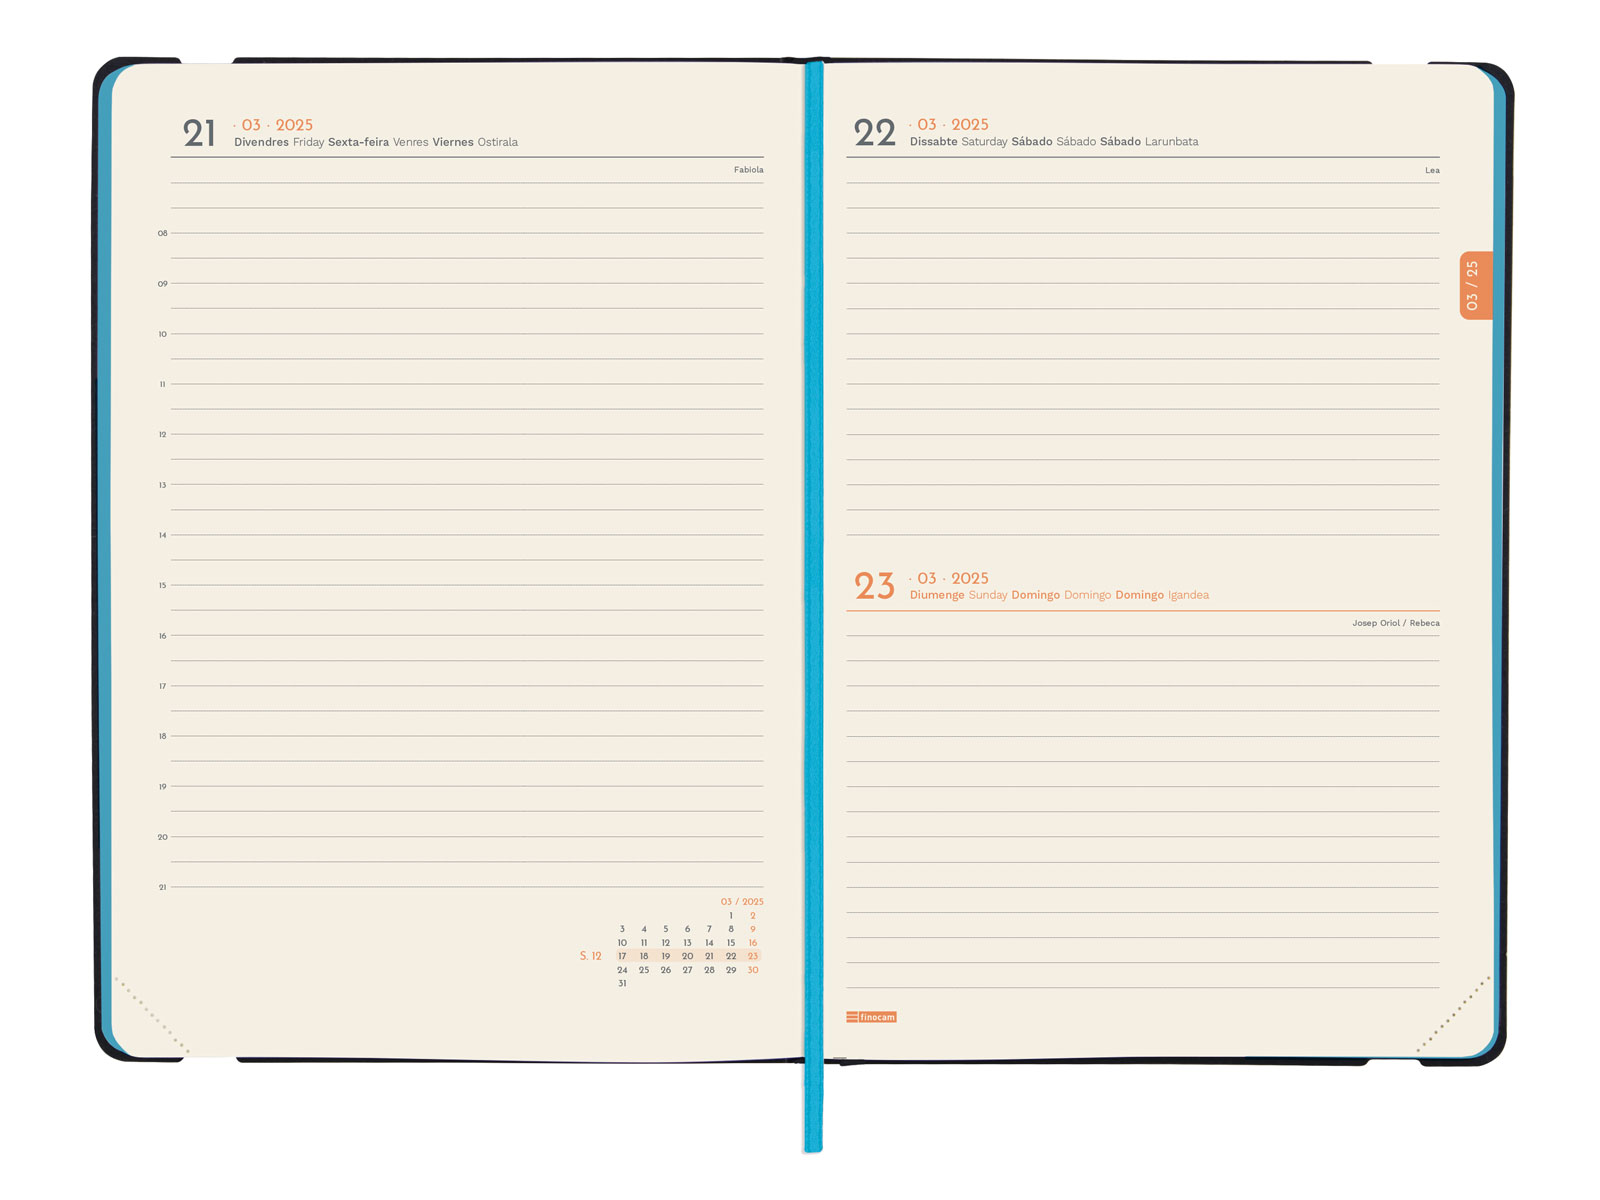 21 · 03 · 2025
Divendres Friday Sexta-feira Venres Viernes Ostirala
Fabiola
08
09
10
11
12
13
14
15
16
17
18
19
20
21
03 / 2025
1 2
3 4 5 6 7 8 9
10 11 12 13 14 15 16
S. 12 17 18 19 20 21 22 23
24 25 26 27 28 29 30
31
22 · 03 · 2025
Dissabte Saturday Sábado Sábado Sábado Larunbata
Lea
03 / 25
23 · 03 · 2025
Diumenge Sunday Domingo Domingo Domingo Igandea
Josep Oriol / Rebeca
finocam